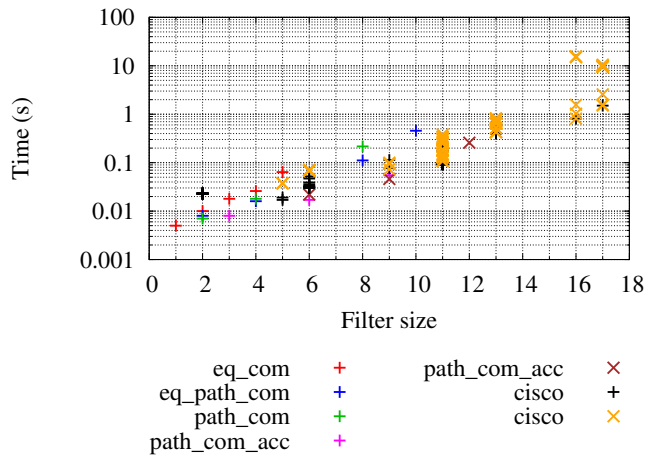 100
10
1
0.1
0.01
0.001
Time (s)
0 2 4 6 8 10 12 14 16 18
Filter size
eq_com
eq_path_com
path_com
path_com_acc
path_com_acc
cisco
cisco